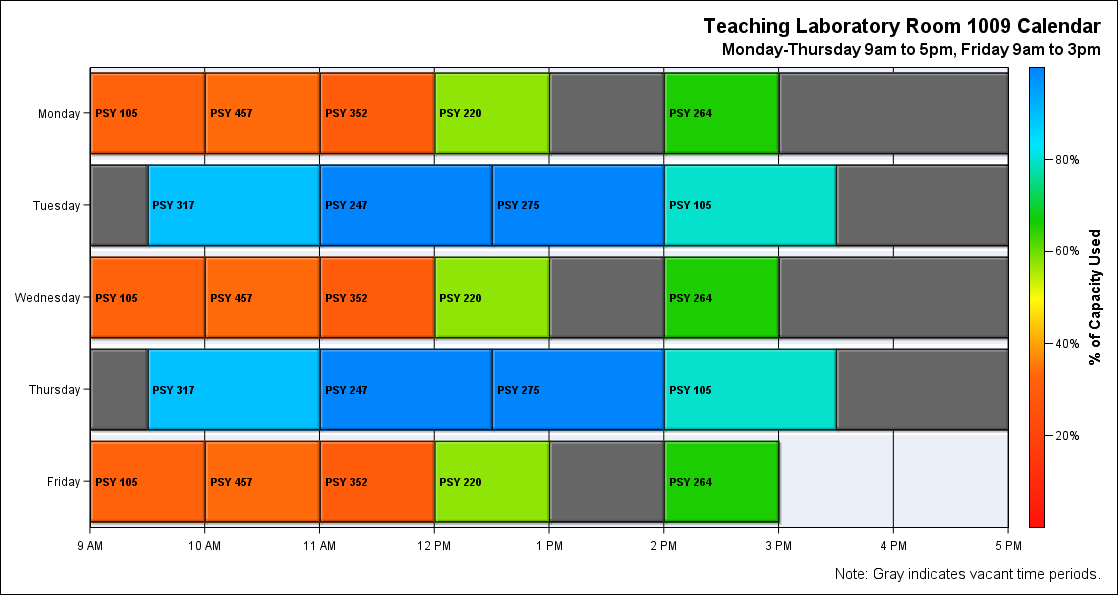 Teaching Laboratory Room 1009 Calendar
Monday-Thursday 9am to 5pm, Friday 9am to 3pm
Monday
PSY 105
PSY 457
PSY 352
PSY 220
PSY 264
Tuesday
PSY 317
PSY 247
PSY 275
PSY 105
Wednesday
PSY 105
PSY 457
PSY 352
PSY 220
PSY 264
Thursday
PSY 317
PSY 247
PSY 275
PSY 105
Friday
PSY 105
PSY 457
PSY 352
PSY 220
PSY 264
9 AM
10 AM
11 AM
12 PM
1 PM
2 PM
3 PM
4 PM
5 PM
80%
60%
40%
20%
% of Capacity Used
Note: Gray indicates vacant time periods.